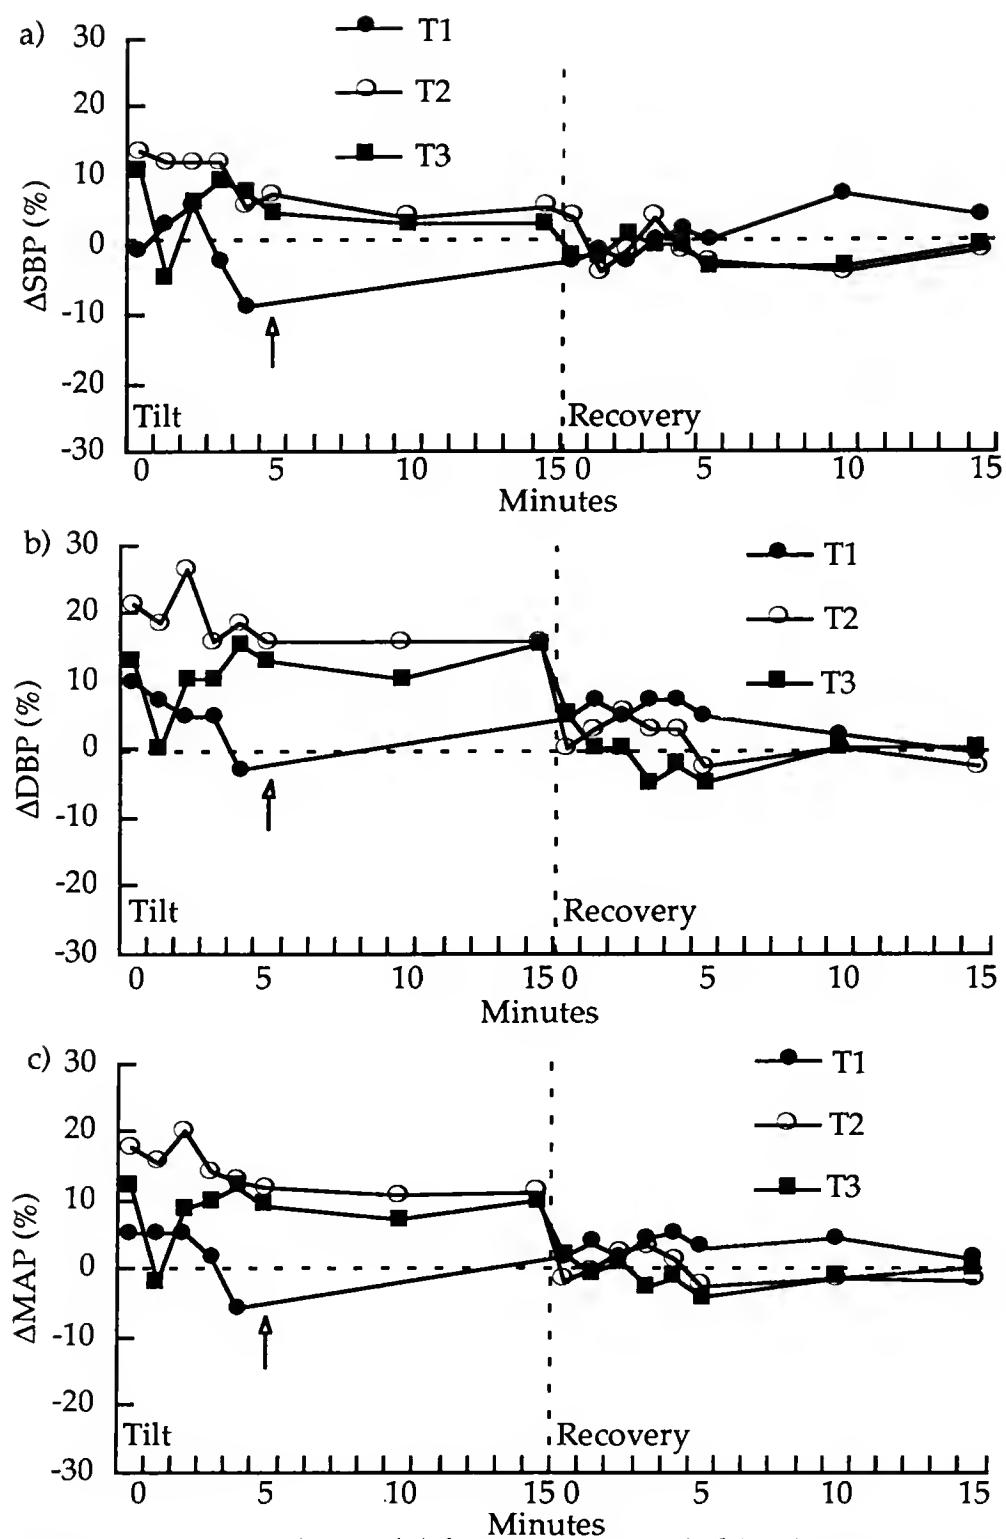 a) 30
T1
20
T2
10
T3
0
ΔSBP (%)
-10
-20
Tilt
Recovery
-30
0 5 10 15 0 5 10 15
Minutes
b) 30
T1
20
T2
10
T3
0
ΔDBP (%)
-10
-20
Tilt
Recovery
-30
0 5 10 15 0 5 10 15
Minutes
c) 30
T1
20
T2
10
T3
0
ΔMAP (%)
-10
-20
Tilt
Recovery
-30
0 5 10 15 0 5 10 15
Minutes